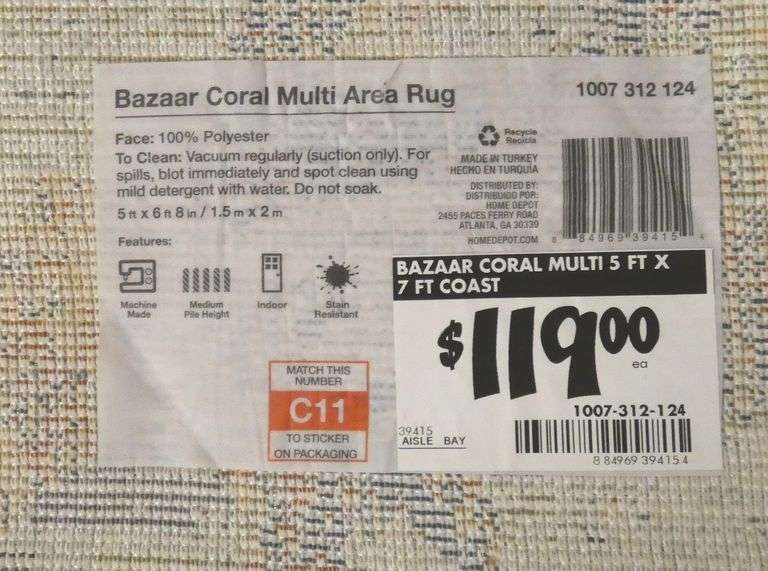 Bazaar Coral Multi Area Rug
1007 312 124
Face: 100% Polyester
To Clean: Vacuum regularly (suction only). For
spills, blot immediately and spot clean using
mild detergent with water. Do not soak.
5 ft x 6 ft 8 in / 1.5 m x 2 m
Recycle
Recicla
MADE IN TURKEY
HECHO EN TURQUÍA
DISTRIBUTED BY:
DISTRIBUIDO POR:
HOME DEPOT
2455 PACES FERRY ROAD
ATLANTA, GA 30339
HOMEDEPOT.COM
8 84969 39415 4
Features:
Machine
Made
Medium
Pile Height
Indoor
Stain
Resistant
MATCH THIS
NUMBER
C11
TO STICKER
ON PACKAGING
BAZAAR CORAL MULTI 5 FT X
7 FT COAST
$119.00
ea
1007-312-124
39415
AISLE BAY
8 84969 39415 4